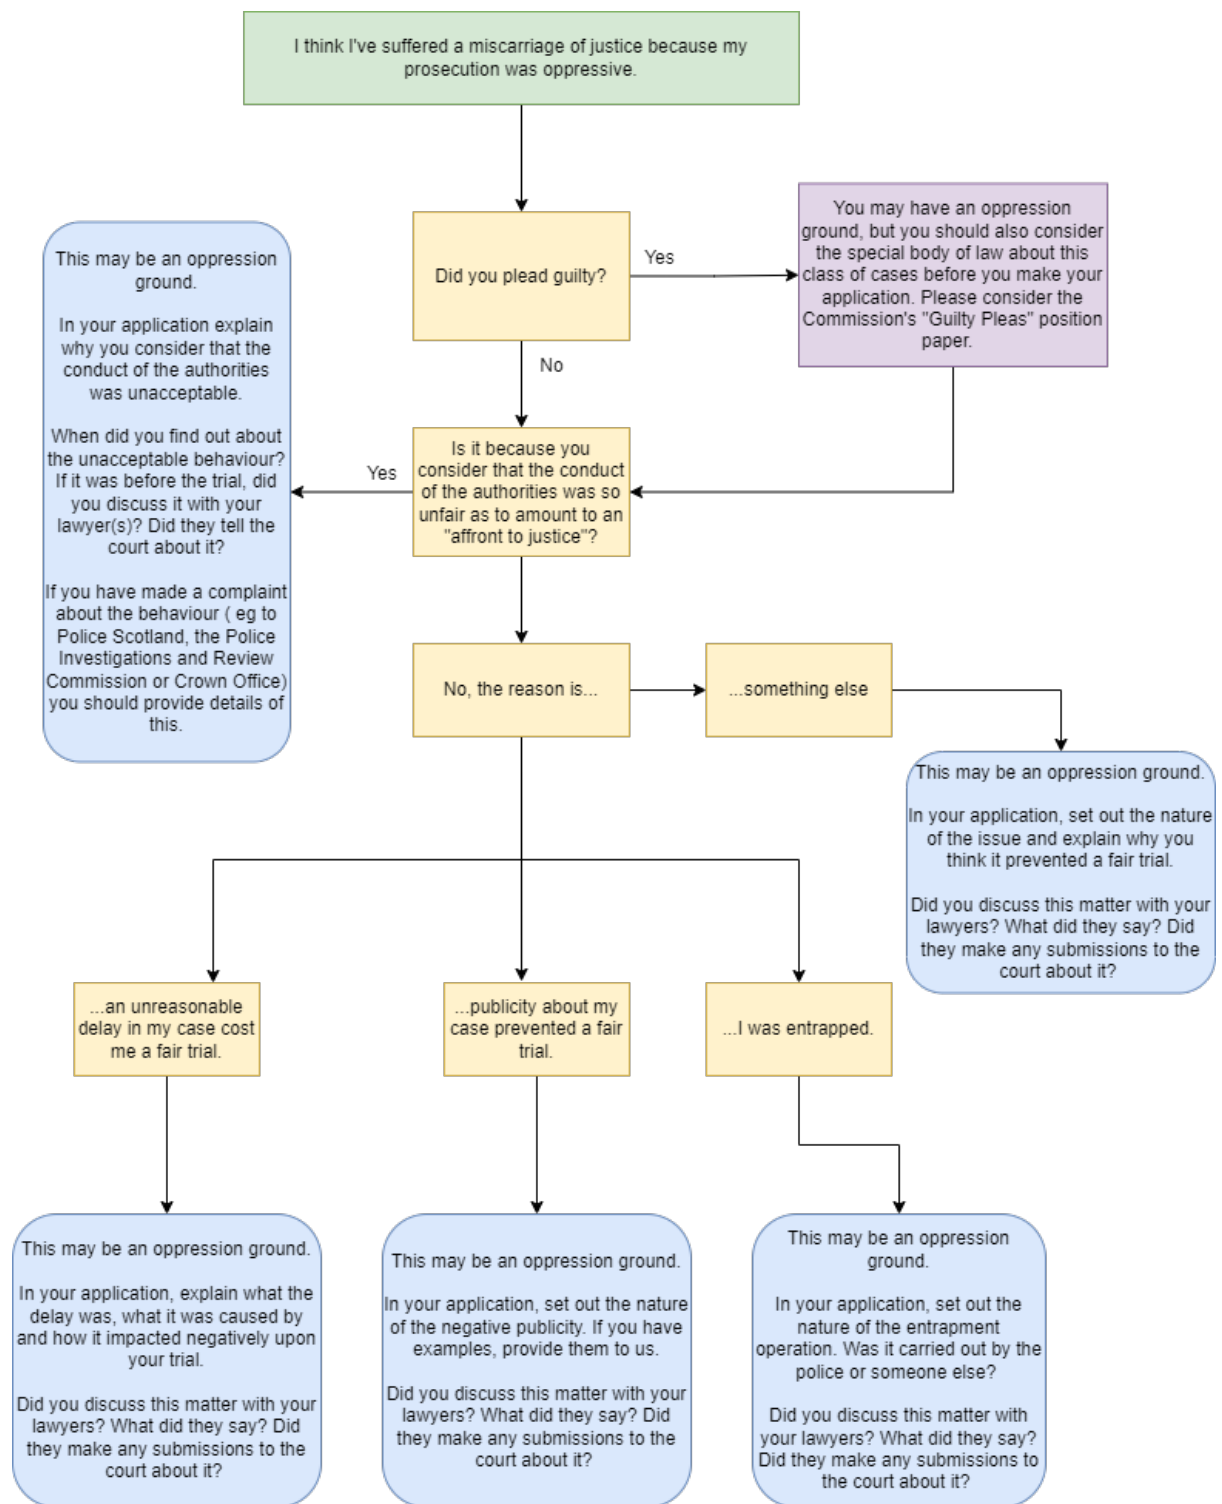 I think I've suffered a miscarriage of justice because my
prosecution was oppressive.
Did you plead guilty?
Yes
You may have an oppression
ground, but you should also consider
the special body of law about this
class of cases before you make your
application. Please consider the
Commission's "Guilty Pleas" position
paper.
No
Is it because you
consider that the conduct
of the authorities was so
unfair as to amount to an
"affront to justice"?
Yes
This may be an oppression
ground.
In your application explain
why you consider that the
conduct of the authorities
was unacceptable.
When did you find out about
the unacceptable behaviour?
If it was before the trial, did
you discuss it with your
lawyer(s)? Did they tell the
court about it?
If you have made a complaint
about the behaviour ( eg to
Police Scotland, the Police
Investigations and Review
Commission or Crown Office)
you should provide details of
this.
No, the reason is...
...something else
This may be an oppression ground.
In your application, set out the nature
of the issue and explain why you
think it prevented a fair trial.
Did you discuss this matter with your
lawyers? What did they say? Did
they make any submissions to the
court about it?
...an unreasonable
delay in my case cost
me a fair trial.
...publicity about my
case prevented a fair
trial.
...I was entrapped.
This may be an oppression ground.
In your application, explain what the
delay was, what it was caused by
and how it impacted negatively upon
your trial.
Did you discuss this matter with your
lawyers? What did they say? Did
they make any submissions to the
court about it?
This may be an oppression ground.
In your application, set out the nature
of the negative publicity. If you have
examples, provide them to us.
Did you discuss this matter with your
lawyers? What did they say? Did
they make any submissions to the
court about it?
This may be an oppression
ground.
In your application, set out the
nature of the entrapment
operation. Was it carried out by the
police or someone else?
Did you discuss this matter with
your lawyers? What did they say?
Did they make any submissions to
the court about it?